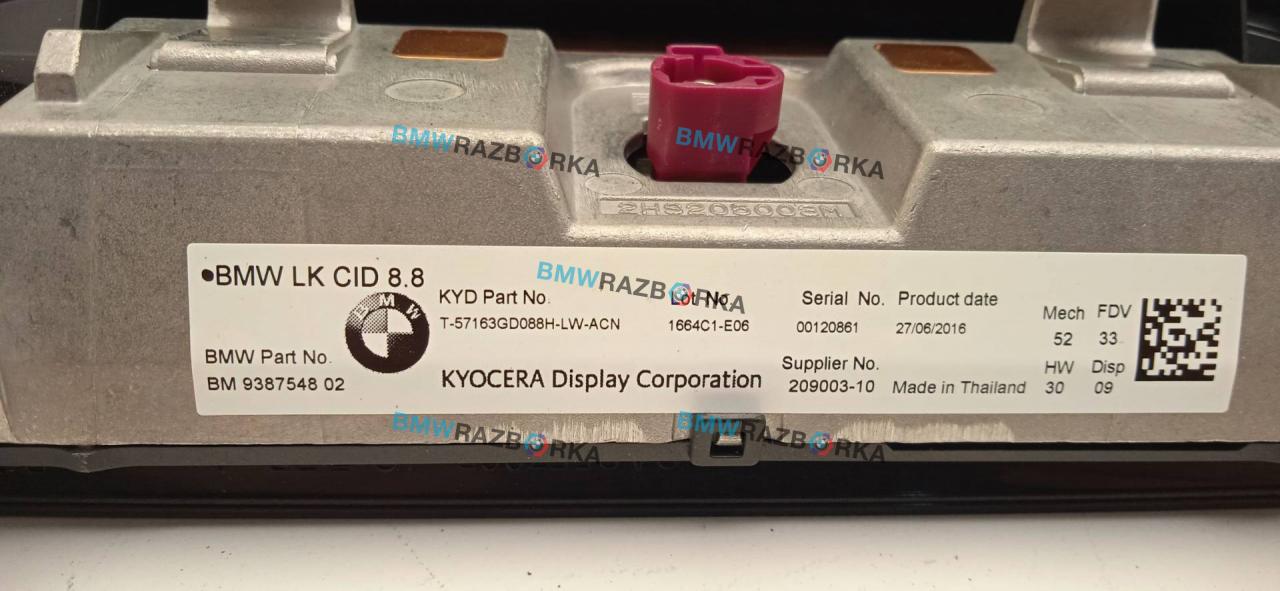 BMWRAZBORKA
BMWRAZBORKA
•BMW LK CID 8.8
BMW
BMW Part No.
BM 9387548 02
KYD Part No.
T-57163GD088H-LW-ACN
KYOCERA Display Corporation
BMWRAZBORKA
Lot No.
1664C1-E06
Serial No.
00120861
Product date
27/06/2016
Supplier No.
209003-10
Made in Thailand
Mech FDV
52 33
HW Disp
30 09
BMWRAZBORKA
BMWRAZBORKA